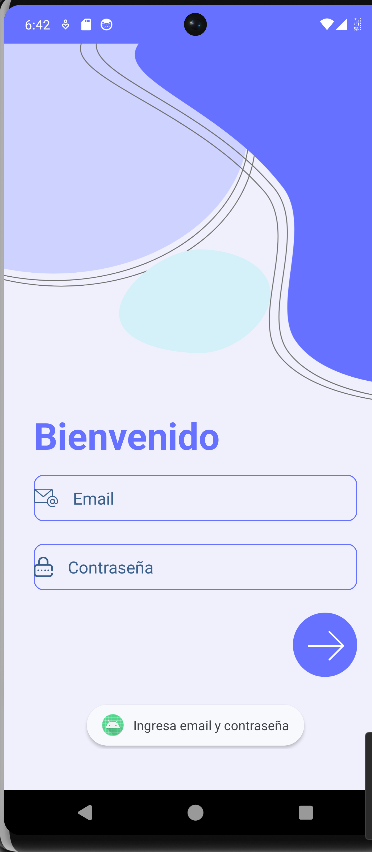 6:42
Bienvenido
Email
Contraseña
Ingresa email y contraseña